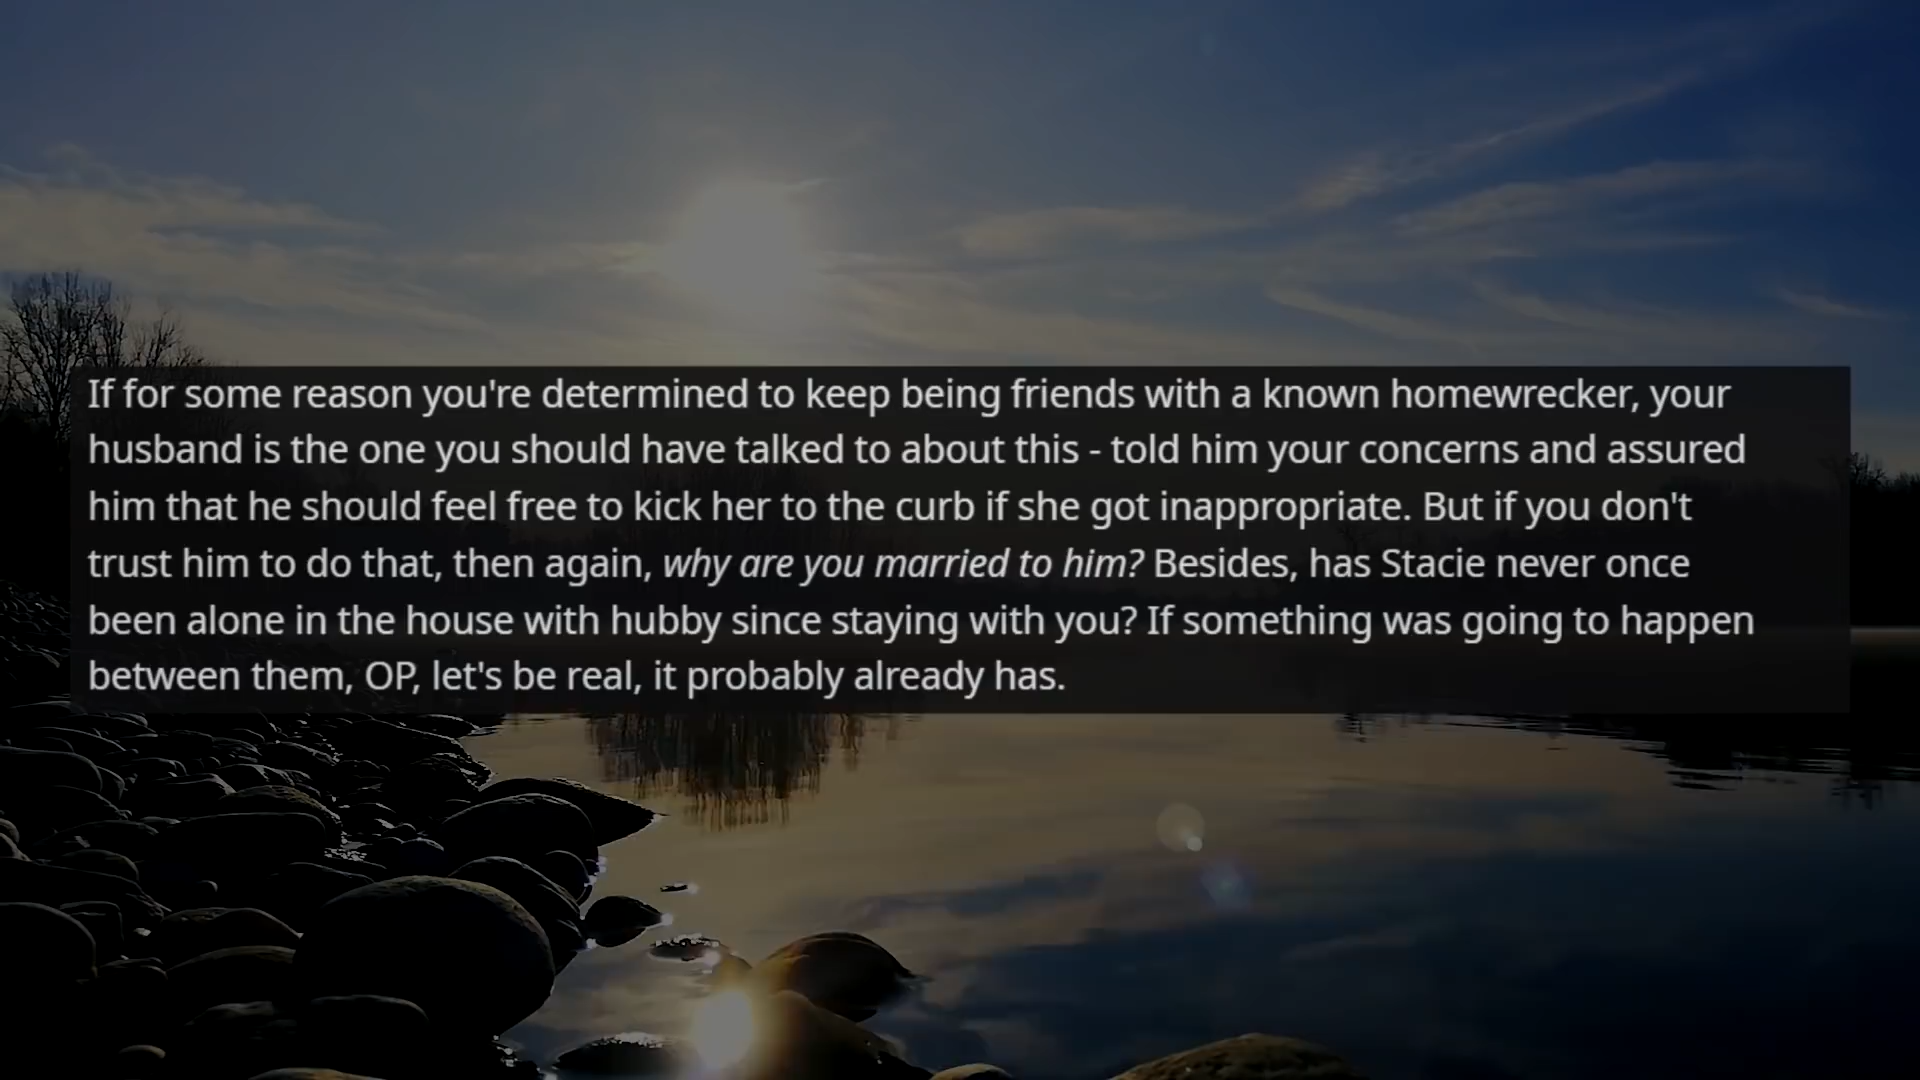 If for some reason you're determined to keep being friends with a known homewrecker, your
husband is the one you should have talked to about this - told him your concerns and assured
him that he should feel free to kick her to the curb if she got inappropriate. But if you don't
trust him to do that, then again, why are you married to him? Besides, has Stacie never once
been alone in the house with hubby since staying with you? If something was going to happen
between them, OP, let's be real, it probably already has.